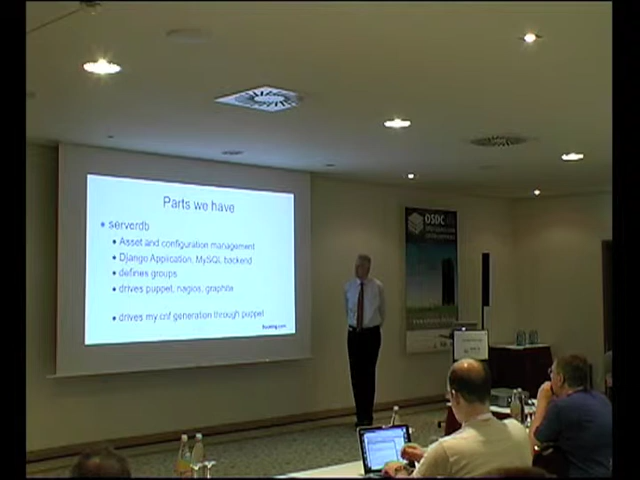 Parts we have
serverdb
Asset and configuration management
Django Application, MySQL backend
defines groups
drives puppet, nagios, graphite
drives my.cnf generation through puppet
Booking.com
OSDC